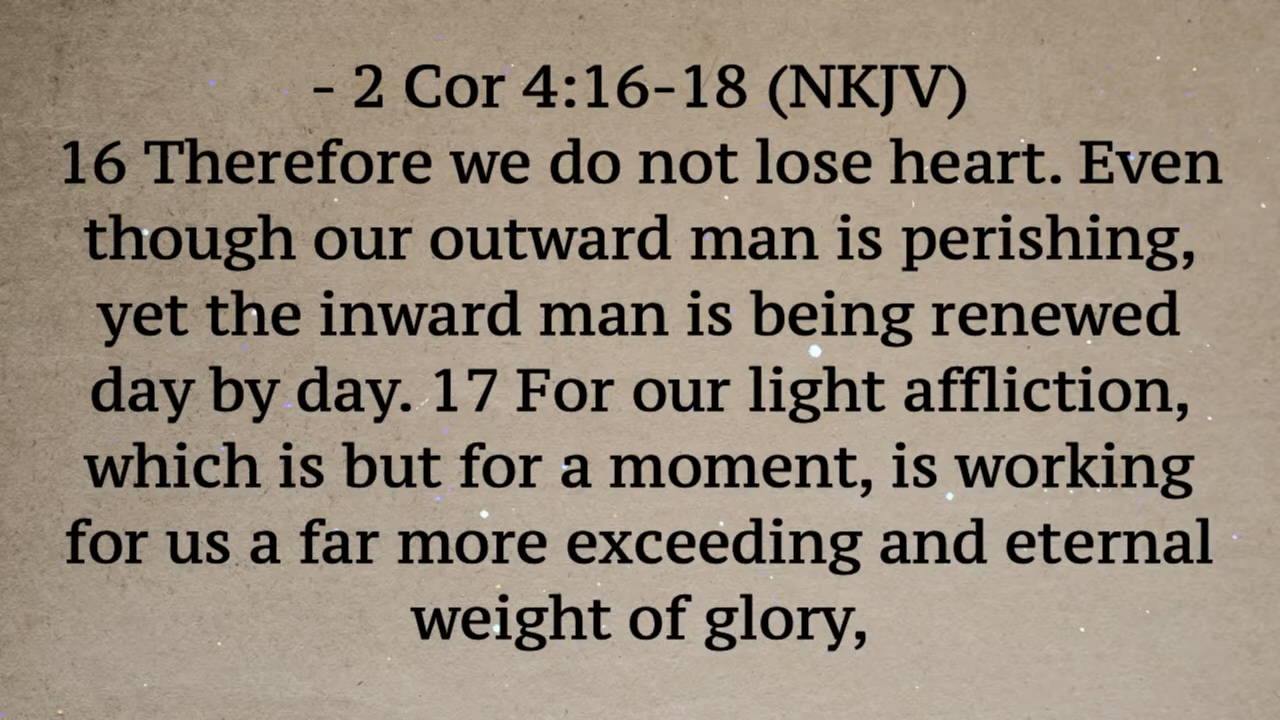 - 2 Cor 4:16-18 (NKJV)
16 Therefore we do not lose heart. Even
though our outward man is perishing,
yet the inward man is being renewed
day by day. 17 For our light affliction,
which is but for a moment, is working
for us a far more exceeding and eternal
weight of glory,